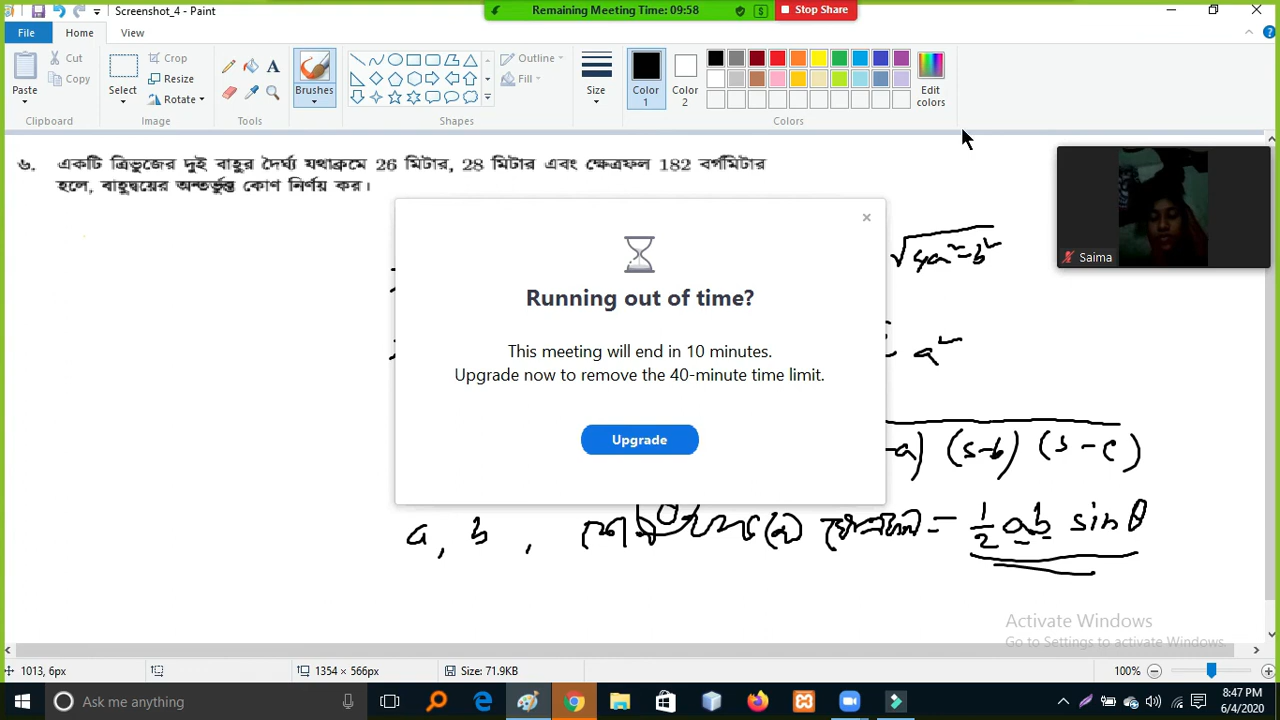 Screenshot_4 - Paint
Remaining Meeting Time: 09:58
Stop Share
File
Home
View
Paste
Cut
Copy
Clipboard
Select
Crop
Resize
Rotate
Image
Tools
Brushes
Outline
Fill
Shapes
Size
Color 1
Color 2
Edit colors
Colors
৬. একটি ত্রিভুজের দুই বাহুর দৈর্ঘ্য যথাক্রমে 26 মিটার, 28 মিটার এবং ক্ষেত্রফল 182 বর্গমিটার
হলে, বাহুদ্বয়ের অন্তর্ভুক্ত কোণ নির্ণয় কর।
Saima
√4a²-b²
Running out of time?
This meeting will end in 10 minutes.
Upgrade now to remove the 40-minute time limit.
Upgrade
a²
-a) (s-b) (s-c)
a, b,
= 1/2 ab sin θ
Activate Windows
Go to Settings to activate Windows.
1013, 6px
1354 × 566px
Size: 71.9KB
100%
Ask me anything
8:47 PM
6/4/2020